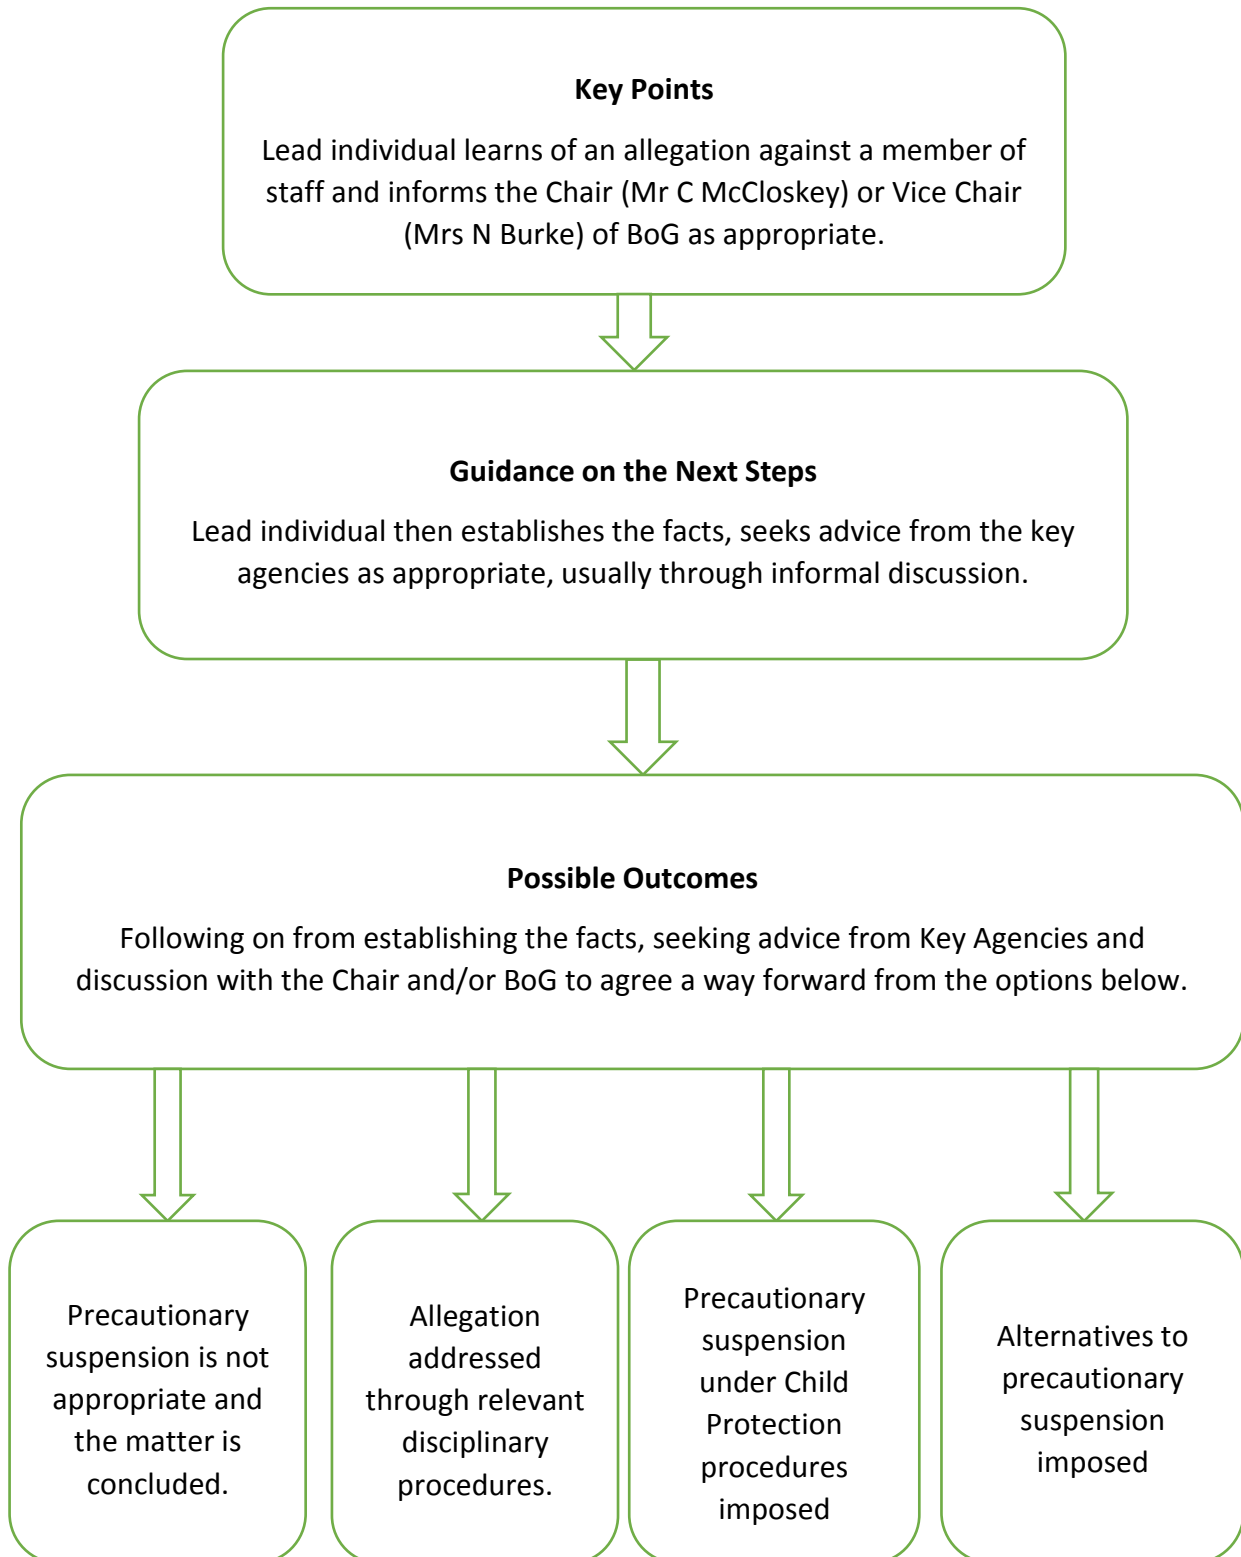 Key Points
Lead individual learns of an allegation against a member of
staff and informs the Chair (Mr C McCloskey) or Vice Chair
(Mrs N Burke) of BoG as appropriate.
Guidance on the Next Steps
Lead individual then establishes the facts, seeks advice from the key
agencies as appropriate, usually through informal discussion.
Possible Outcomes
Following on from establishing the facts, seeking advice from Key Agencies and
discussion with the Chair and/or BoG to agree a way forward from the options below.
Precautionary
suspension is not
appropriate and
the matter is
concluded.
Allegation
addressed
through relevant
disciplinary
procedures.
Precautionary
suspension
under Child
Protection
procedures
imposed
Alternatives to
precautionary
suspension
imposed